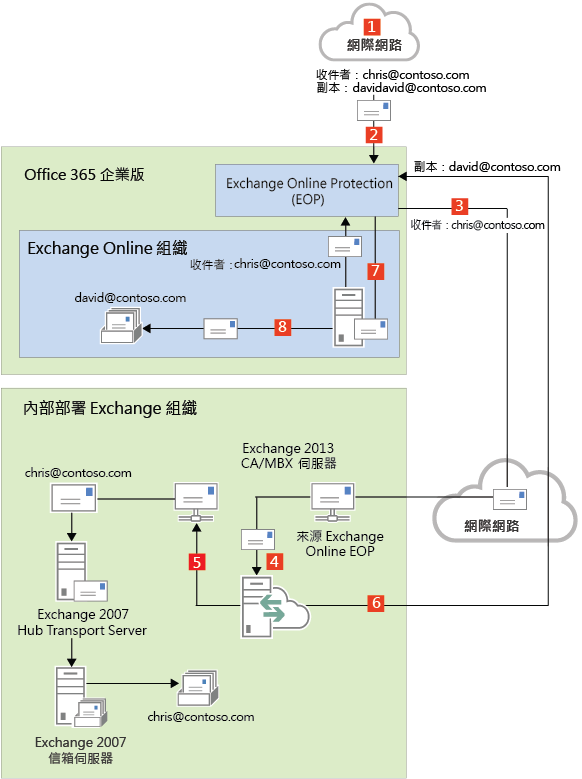 1
網際網路
收件者：chris@contoso.com
副本：davidavid@contoso.com
2
Office 365 企業版
Exchange Online Protection
(EOP)
副本：david@contoso.com
3
收件者：chris@contoso.com
Exchange Online 組織
收件者：chris@contoso.com
7
david@contoso.com
8
內部部署 Exchange 組織
Exchange 2013
CA/MBX 伺服器
chris@contoso.com
來源 Exchange
Online EOP
網際網路
4
5
6
Exchange 2007
Hub Transport Server
chris@contoso.com
Exchange 2007
信箱伺服器